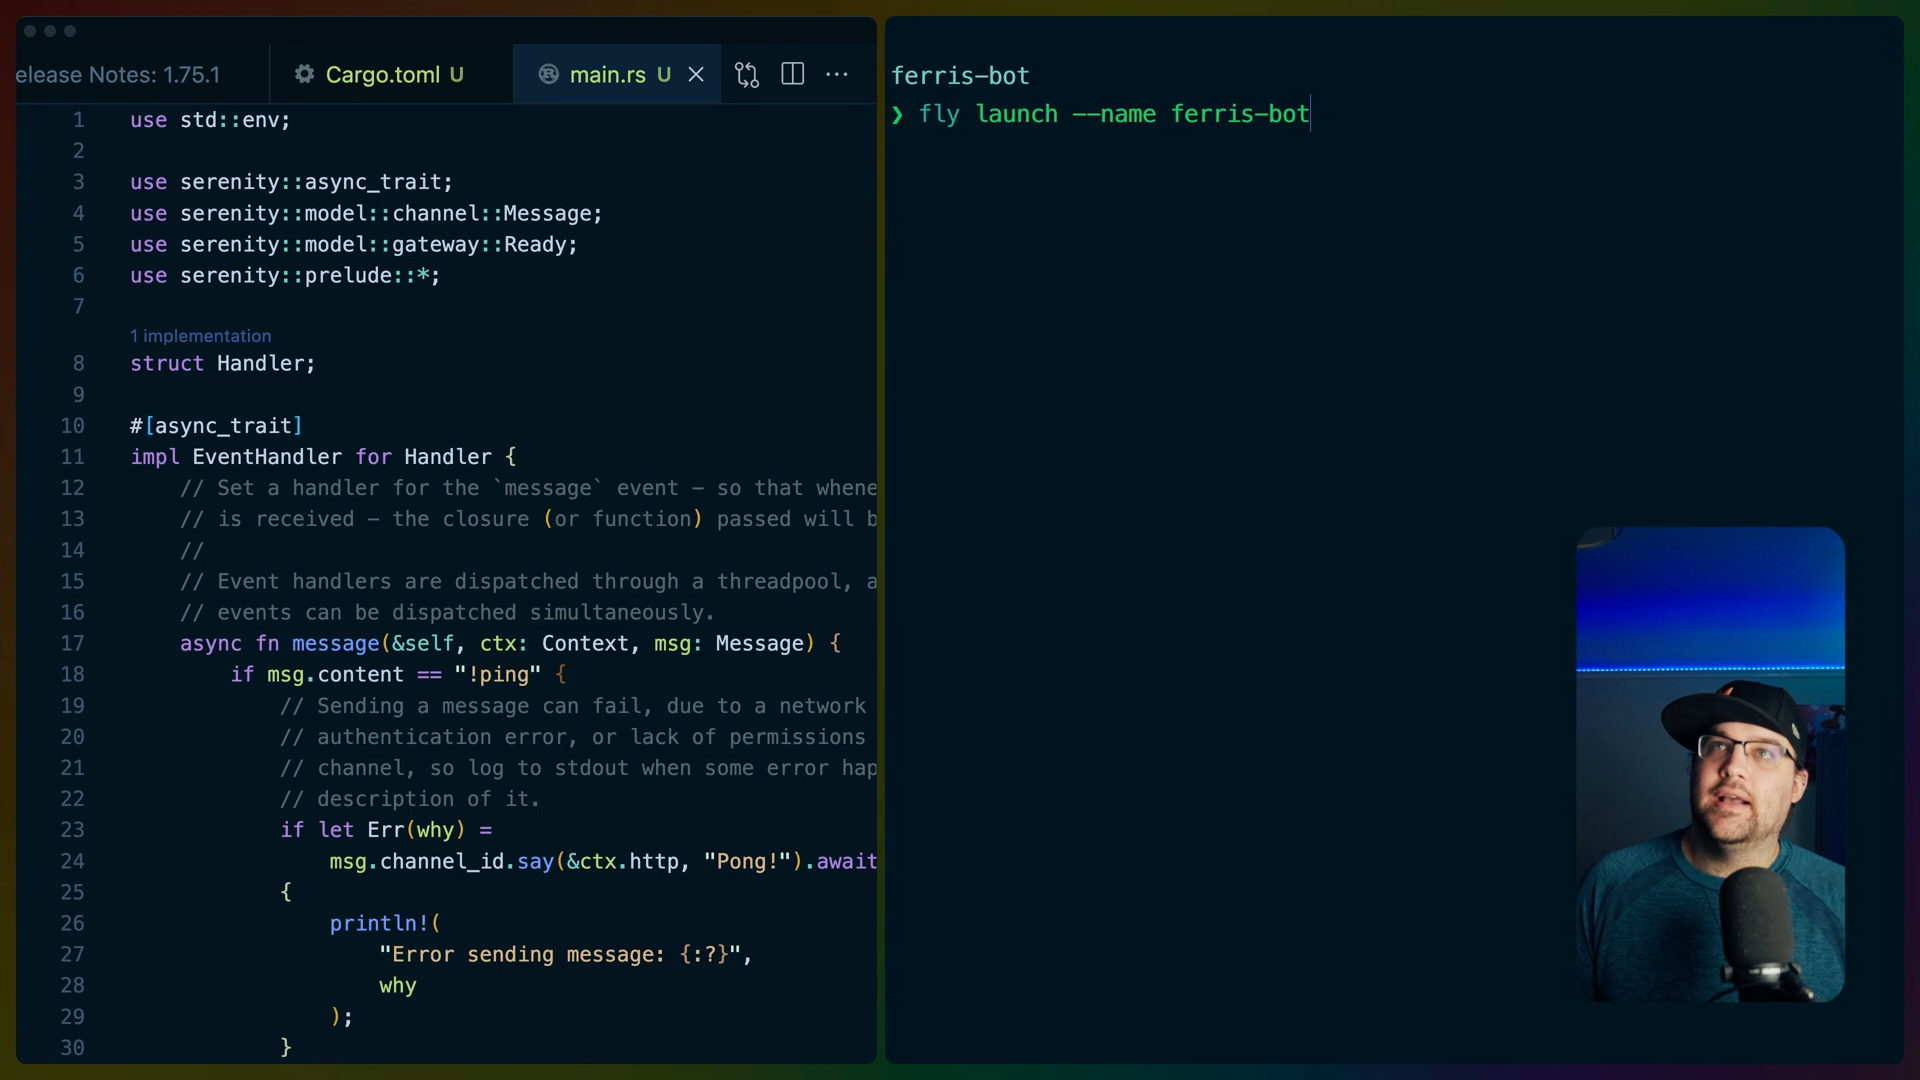 elease Notes: 1.75.1
Cargo.toml U
main.rs U
1 use std::env;
2
3 use serenity::async_trait;
4 use serenity::model::channel::Message;
5 use serenity::model::gateway::Ready;
6 use serenity::prelude::*;
7
1 implementation
8 struct Handler;
9
10 #[async_trait]
11 impl EventHandler for Handler {
12 // Set a handler for the `message` event - so that whene
13 // is received - the closure (or function) passed will b
14 //
15 // Event handlers are dispatched through a threadpool, a
16 // events can be dispatched simultaneously.
17 async fn message(&self, ctx: Context, msg: Message) {
18 if msg.content == "!ping" {
19 // Sending a message can fail, due to a network
20 // authentication error, or lack of permissions
21 // channel, so log to stdout when some error hap
22 // description of it.
23 if let Err(why) =
24 msg.channel_id.say(&ctx.http, "Pong!").await
25 {
26 println!(
27 "Error sending message: {:?}",
28 why
29 );
30 }
ferris-bot
❯ fly launch --name ferris-bot